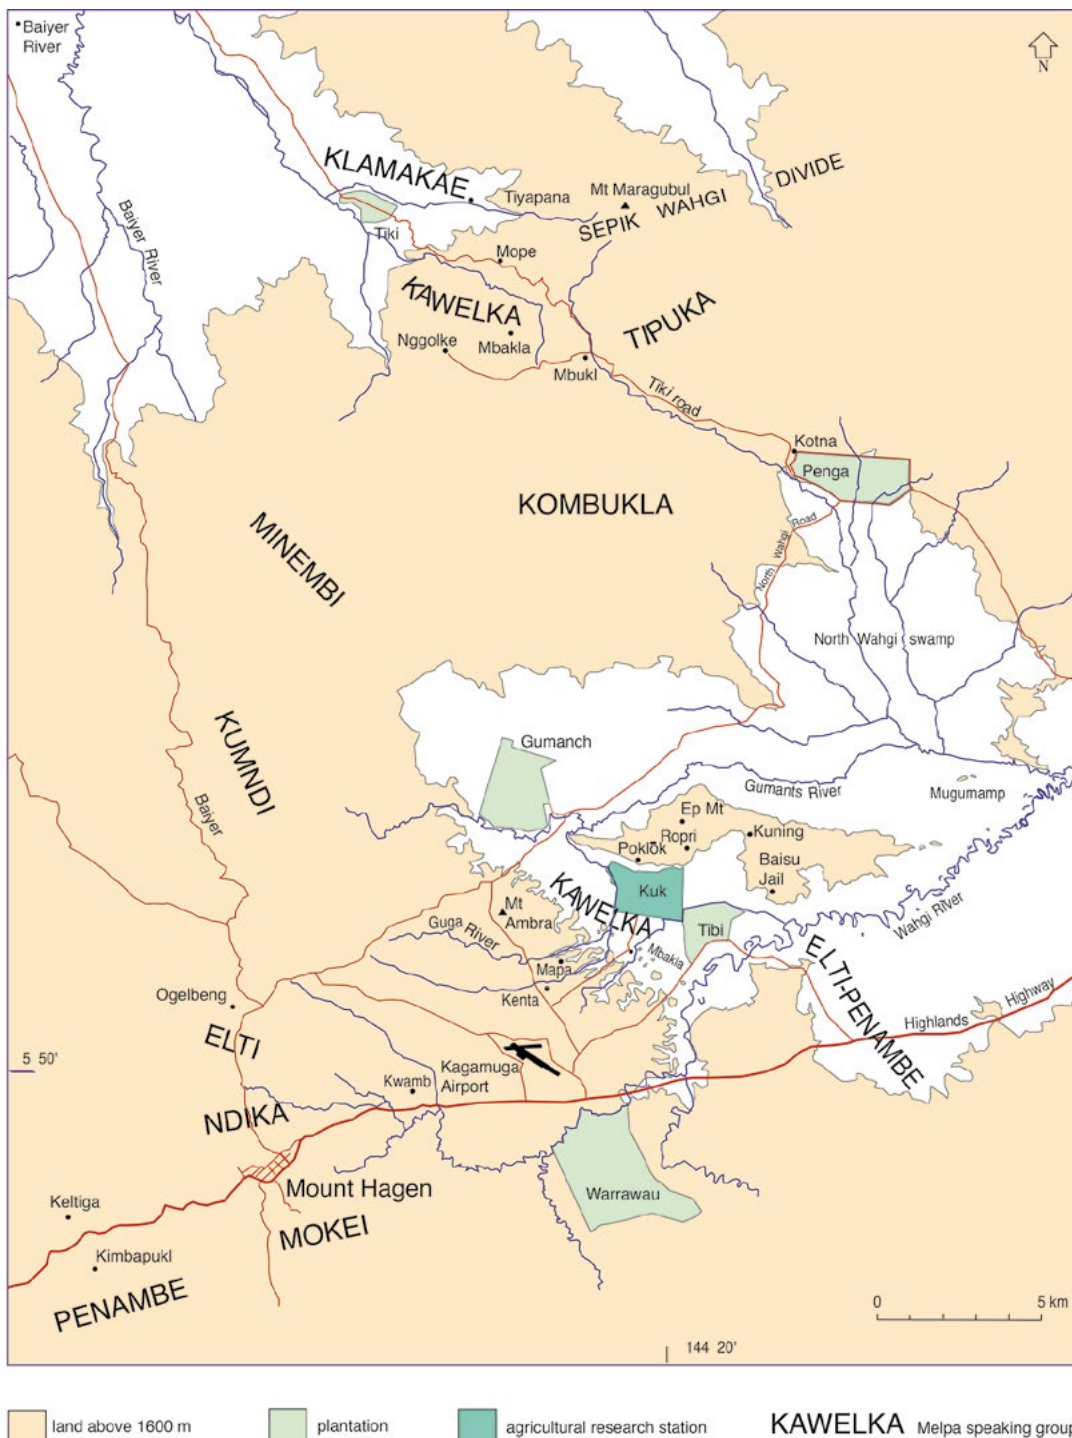 Baiyer
River
N
KLAMAKAE
Tiyapana
Mt Maragubul
SEPIK WAHGI DIVIDE
Baiyer River
Tiki
Mope
KAWELKA
TIPUKA
Nggolke
Mbakla
Mbukl
Tiki road
Kotna
Penga
KOMBUKLA
North Wahgi Road
MINEMBI
North Wahgi swamp
KUMNDI
Gumanch
Baiyer
Gumants River
Mugumamp
Ep Mt
Ropri
Kuning
Poklok
Baisu
Jail
Kuk
KAWELKA
Mt
Ambra
Guga River
Tibi
Wahgi River
Mbakia
Mapa
Kenta
ELTI-PENAMBE
Ogelbeng
Highlands Highway
ELTI
5 50'
Kagamuga
Airport
Kwamb
NDIKA
Mount Hagen
Warrawau
Keltiga
MOKEI
Kimbapukl
PENAMBE
0 5 km
144 20'
land above 1600 m
plantation
agricultural research station
KAWELKA Melpa speaking group